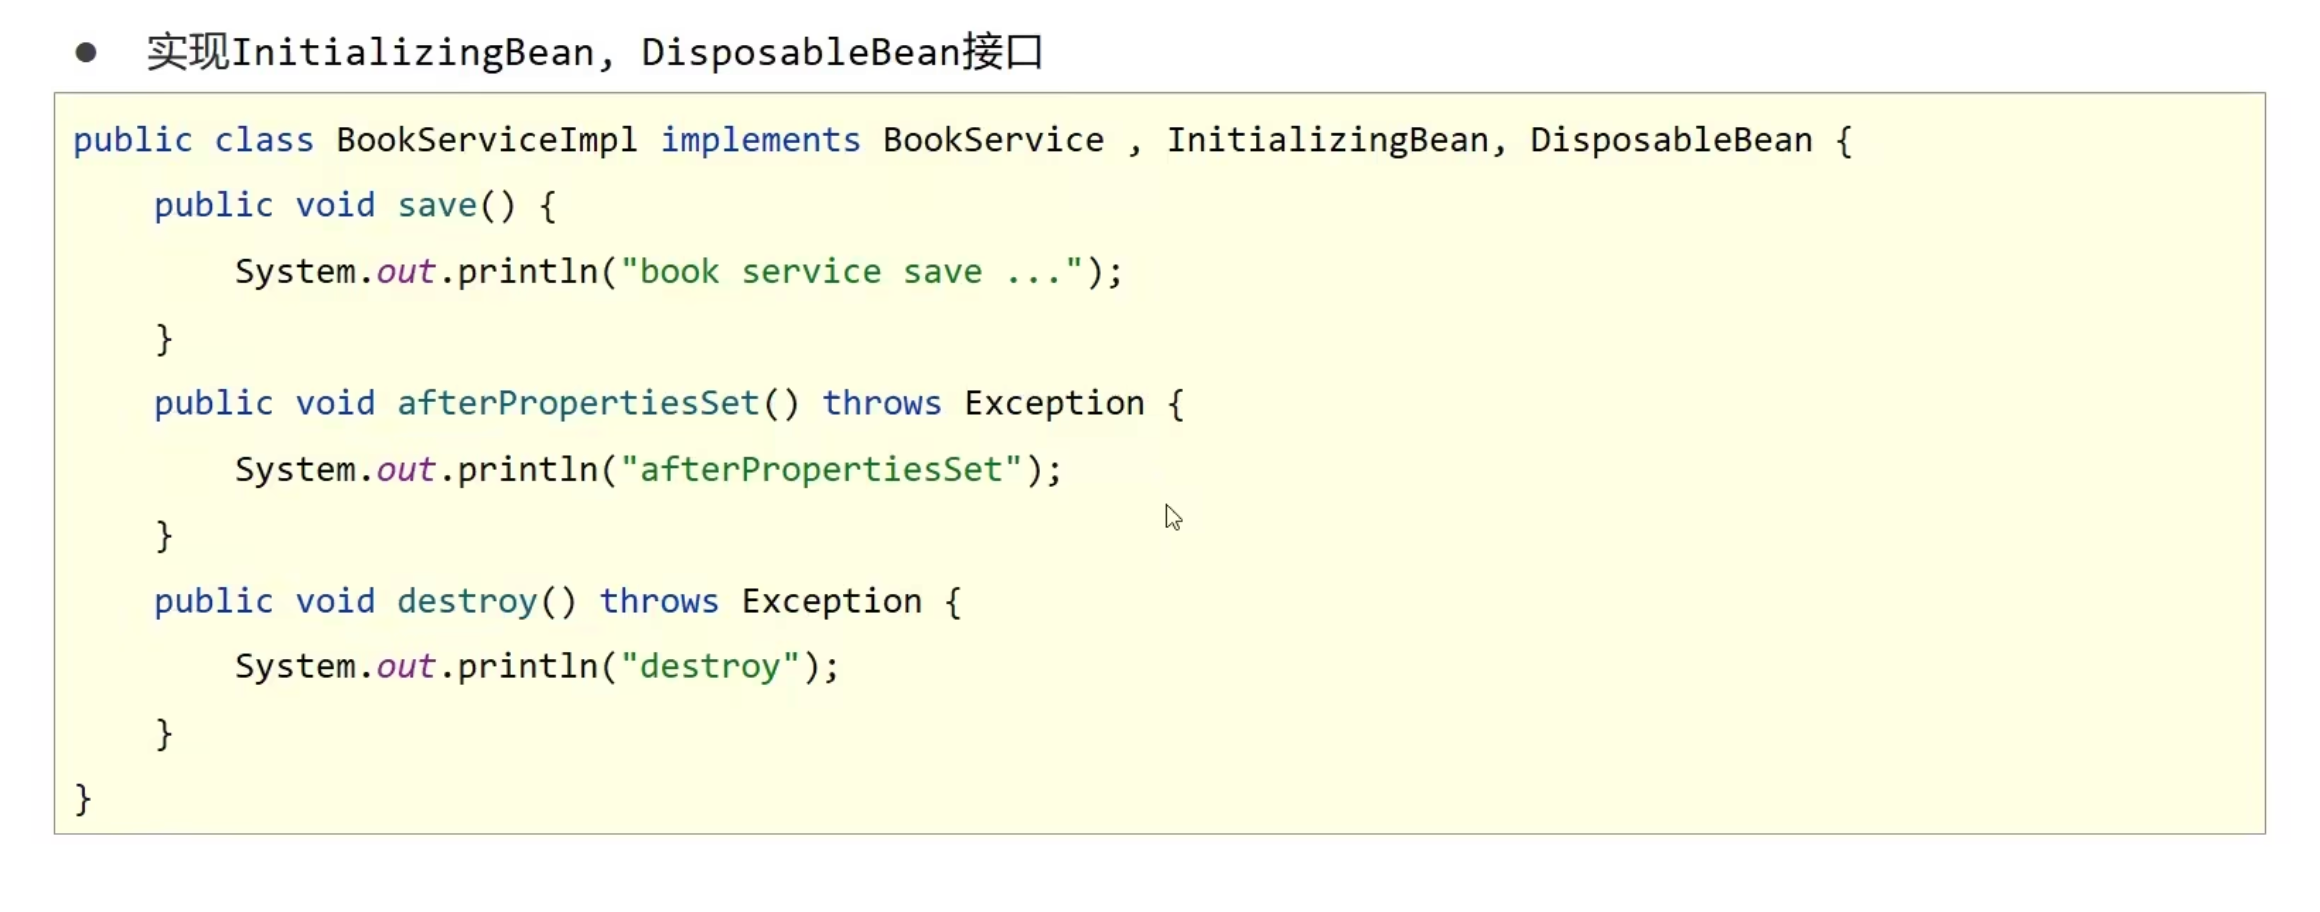 ● 实现InitializingBean, DisposableBean接口
public class BookServiceImpl implements BookService , InitializingBean, DisposableBean {
    public void save() {
        System.out.println("book service save ...");
    }
    public void afterPropertiesSet() throws Exception {
        System.out.println("afterPropertiesSet");
    }
    public void destroy() throws Exception {
        System.out.println("destroy");
    }
}